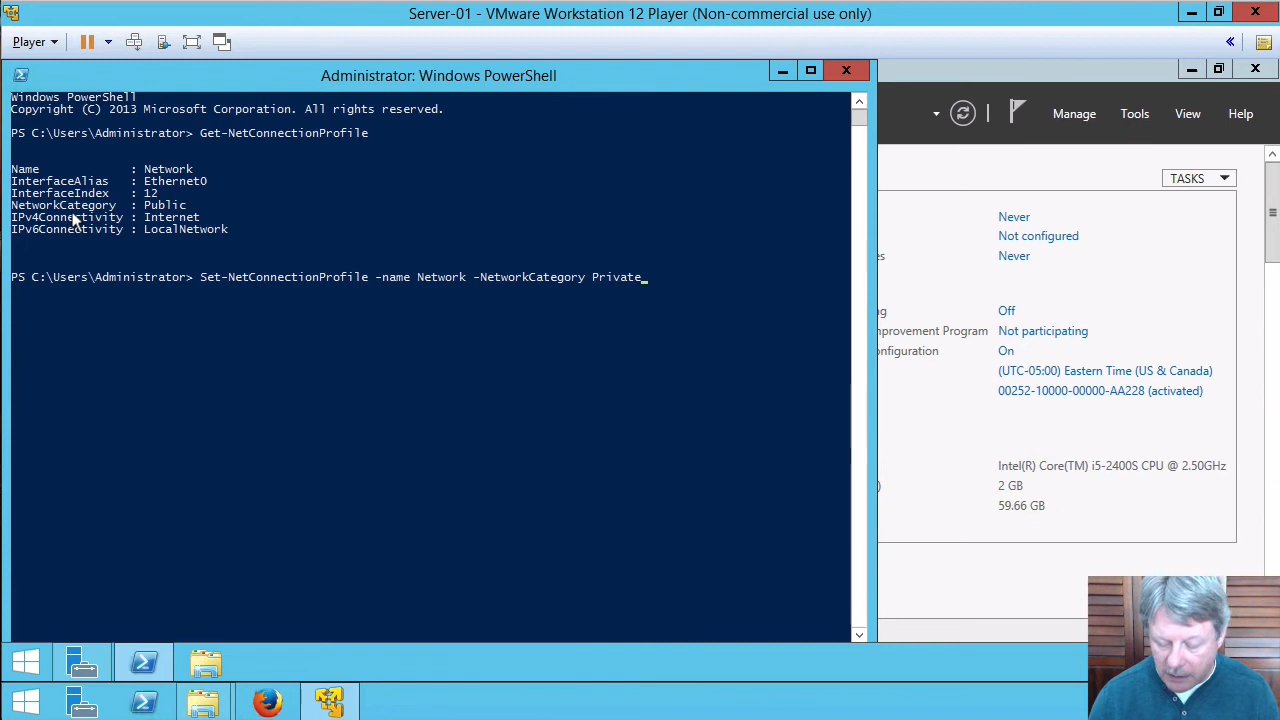 Server-01 - VMware Workstation 12 Player (Non-commercial use only)
Player
Administrator: Windows PowerShell
Windows PowerShell
Copyright (C) 2013 Microsoft Corporation. All rights reserved.
PS C:\Users\Administrator> Get-NetConnectionProfile
Name : Network
InterfaceAlias : Ethernet0
InterfaceIndex : 12
NetworkCategory : Public
IPv4Connectivity : Internet
IPv6Connectivity : LocalNetwork
PS C:\Users\Administrator> Set-NetConnectionProfile -name Network -NetworkCategory Private
Manage Tools View Help
TASKS
Never
Not configured
es Never
ng Off
mprovement Program Not participating
onfiguration On
(UTC-05:00) Eastern Time (US & Canada)
00252-10000-00000-AA228 (activated)
Intel(R) Core(TM) i5-2400S CPU @ 2.50GHz
) 2 GB
59.66 GB